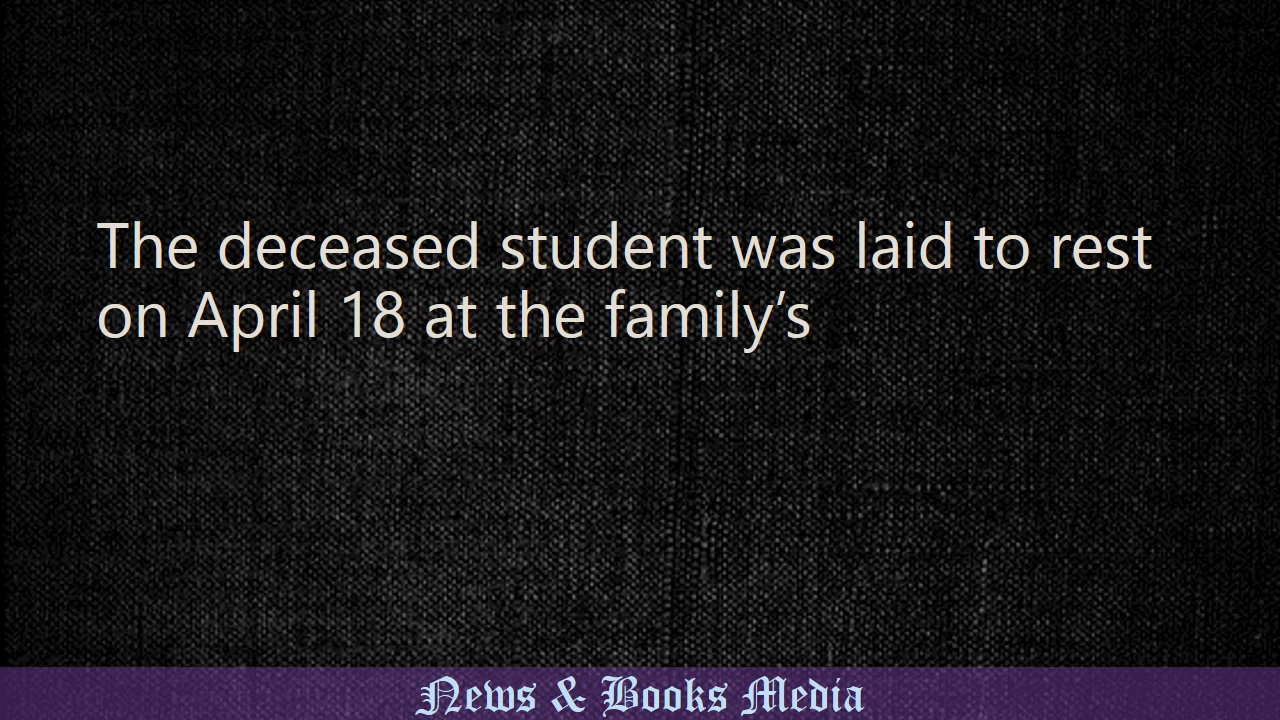 The deceased student was laid to rest
on April 18 at the family’s
News & Books Media